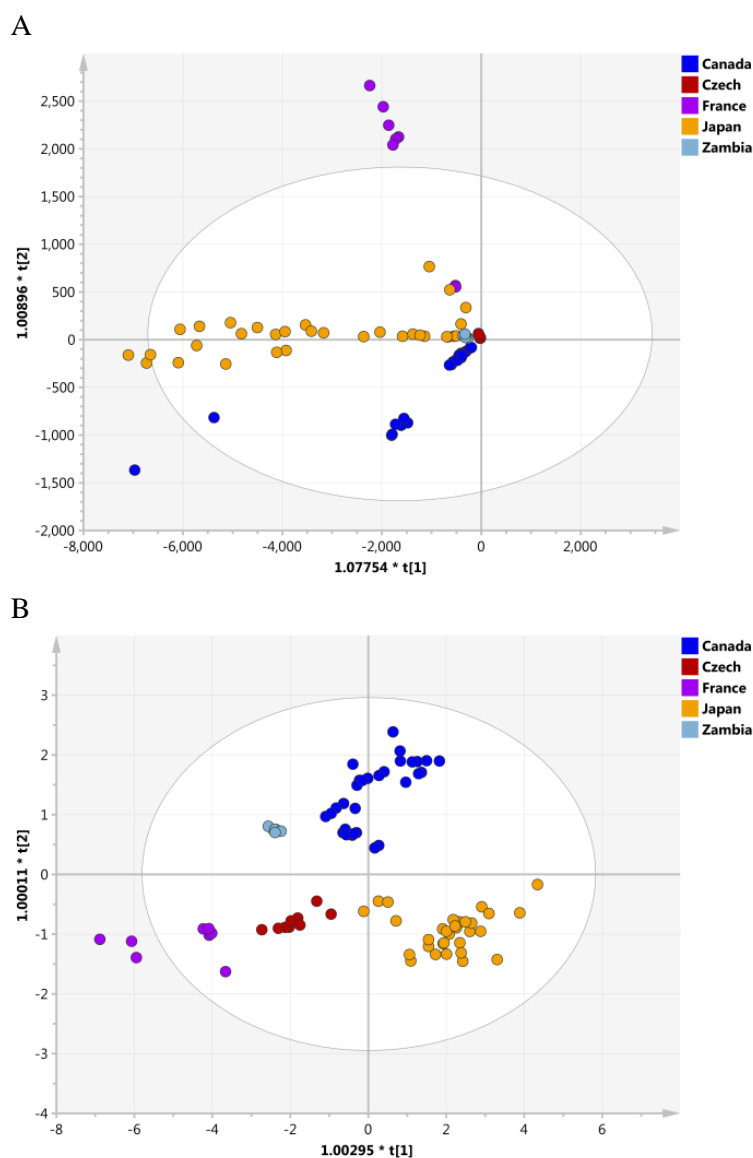 A
Canada
Czech
France
Japan
Zambia
2,500
2,000
1,500
1,000
500
0
-500
-1,000
-1,500
-2,000
1.00896 * t[2]
-8,000 -6,000 -4,000 -2,000 0 2,000
1.07754 * t[1]
B
Canada
Czech
France
Japan
Zambia
3
2
1
0
-1
-2
-3
-4
1.00011 * t[2]
-8 -6 -4 -2 0 2 4 6
1.00295 * t[1]